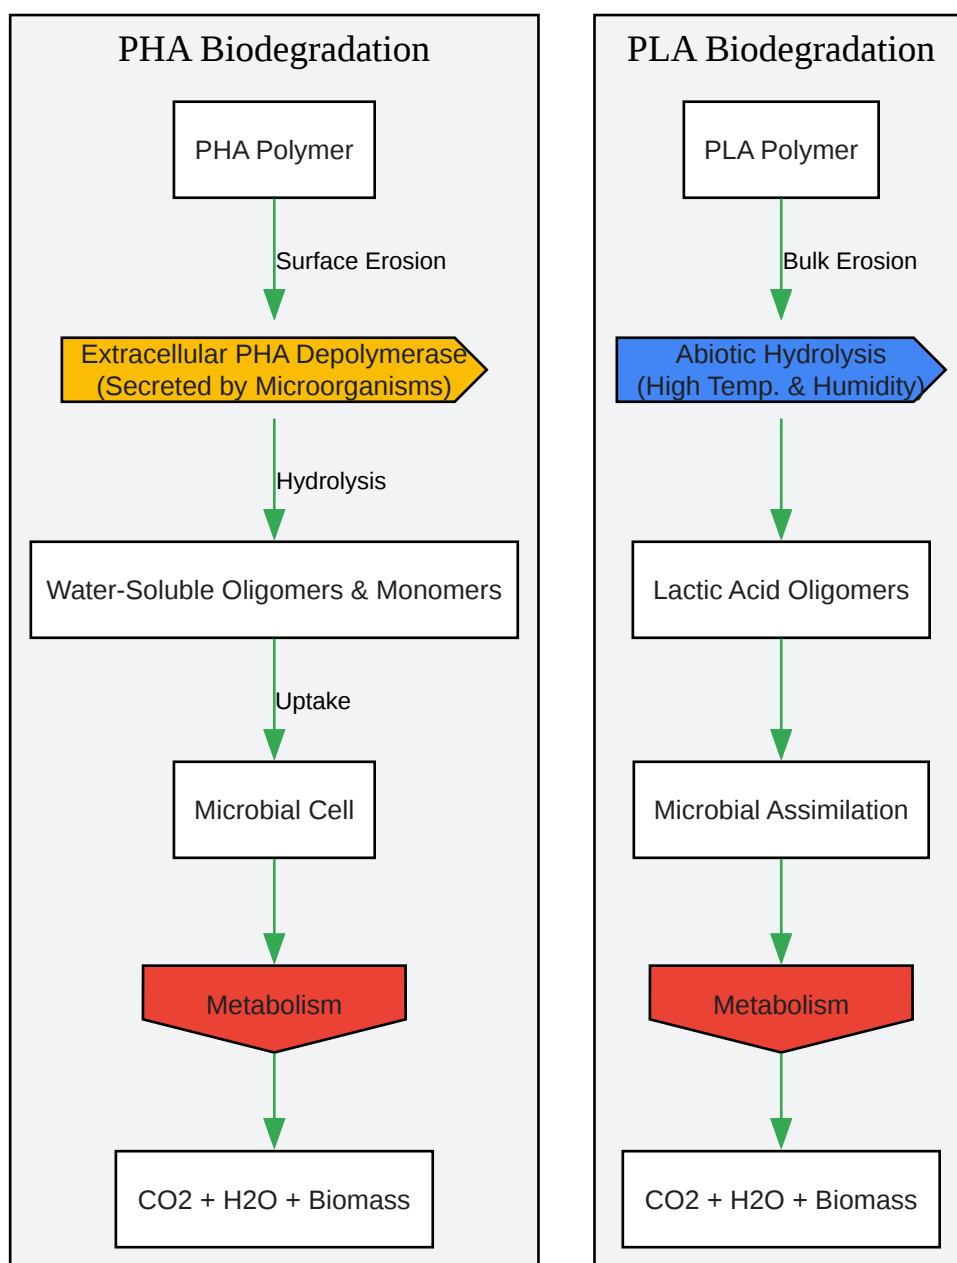 PHA Biodegradation
PHA Polymer
Surface Erosion
Extracellular PHA Depolymerase
(Secreted by Microorganisms)
Hydrolysis
Water-Soluble Oligomers & Monomers
Uptake
Microbial Cell
Metabolism
CO2 + H2O + Biomass
PLA Biodegradation
PLA Polymer
Bulk Erosion
Abiotic Hydrolysis
(High Temp. & Humidity)
Lactic Acid Oligomers
Microbial Assimilation
Metabolism
CO2 + H2O + Biomass